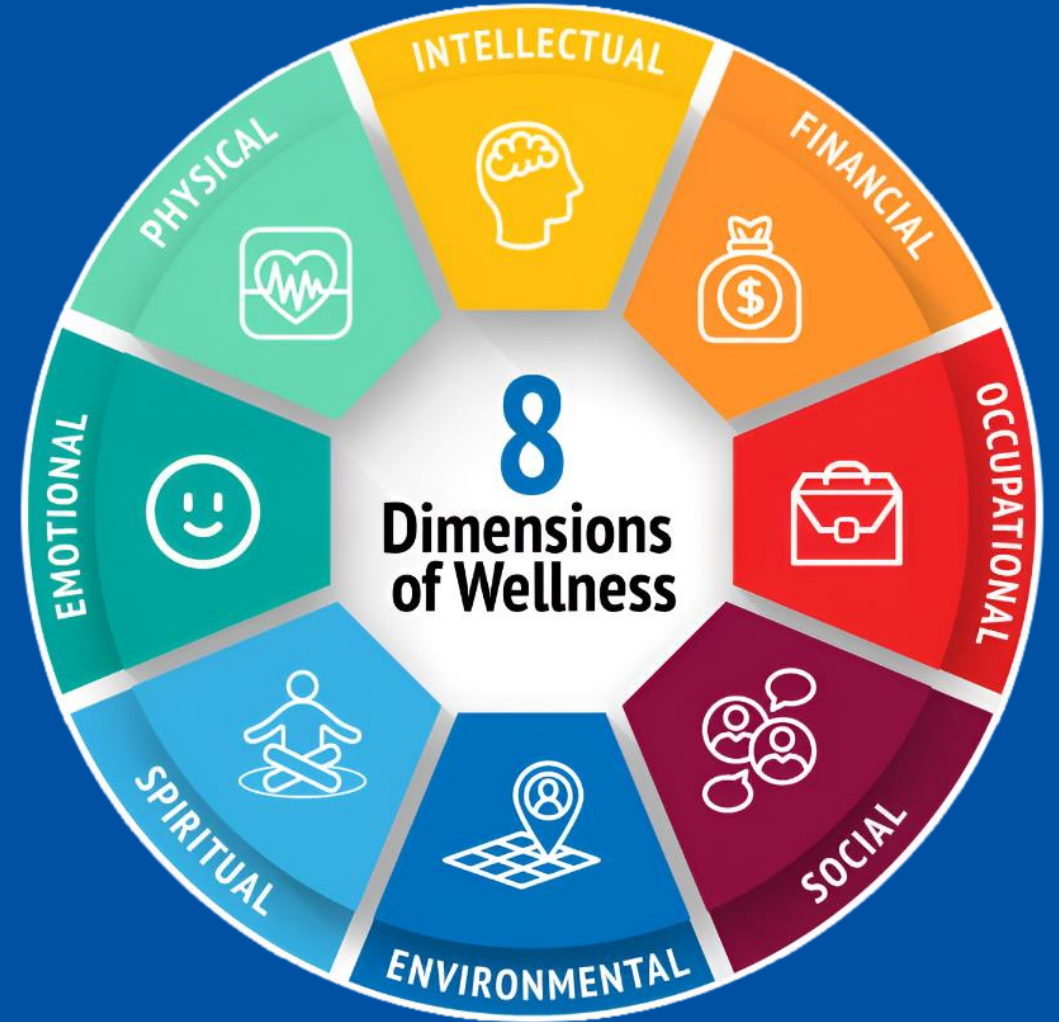 INTELLECTUAL
FINANCIAL
OCCUPATIONAL
SOCIAL
ENVIRONMENTAL
SPIRITUAL
EMOTIONAL
PHYSICAL
$
8
Dimensions
of Wellness